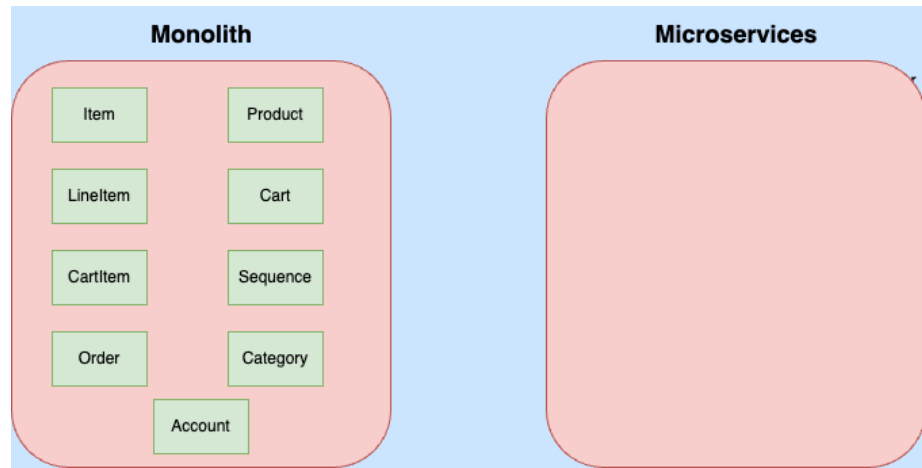 Monolith
Microservices
Item
Product
LineItem
Cart
CartItem
Sequence
Order
Category
Account